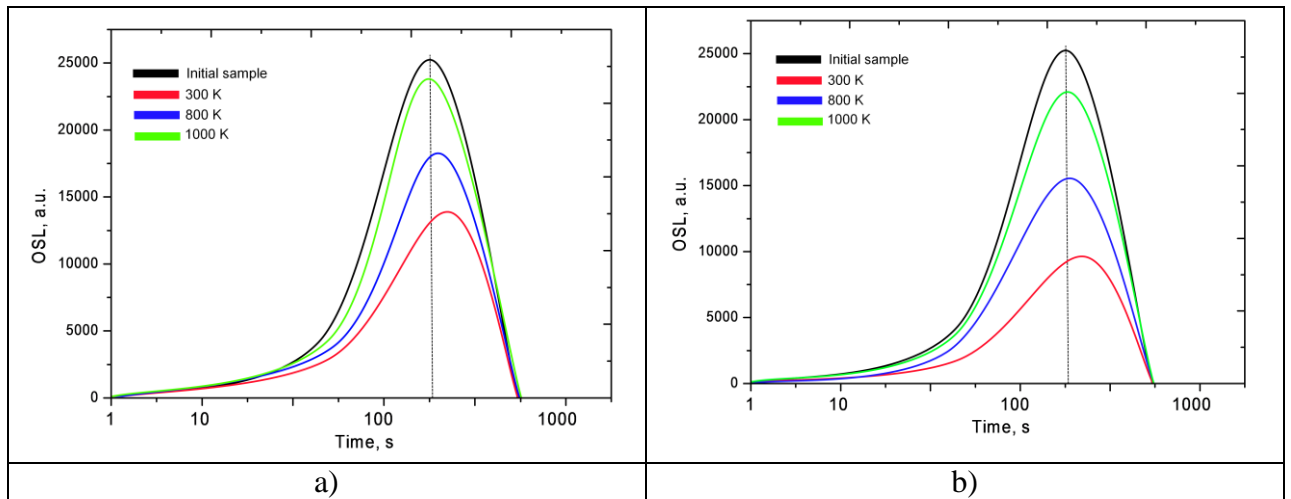 25000
20000
15000
10000
5000
0
OSL, a.u.
Initial sample
300 K
800 K
1000 K
1
10
100
1000
Time, s
a)
25000
20000
15000
10000
5000
0
OSL, a.u.
Initial sample
300 K
800 K
1000 K
1
10
100
1000
Time, s
b)